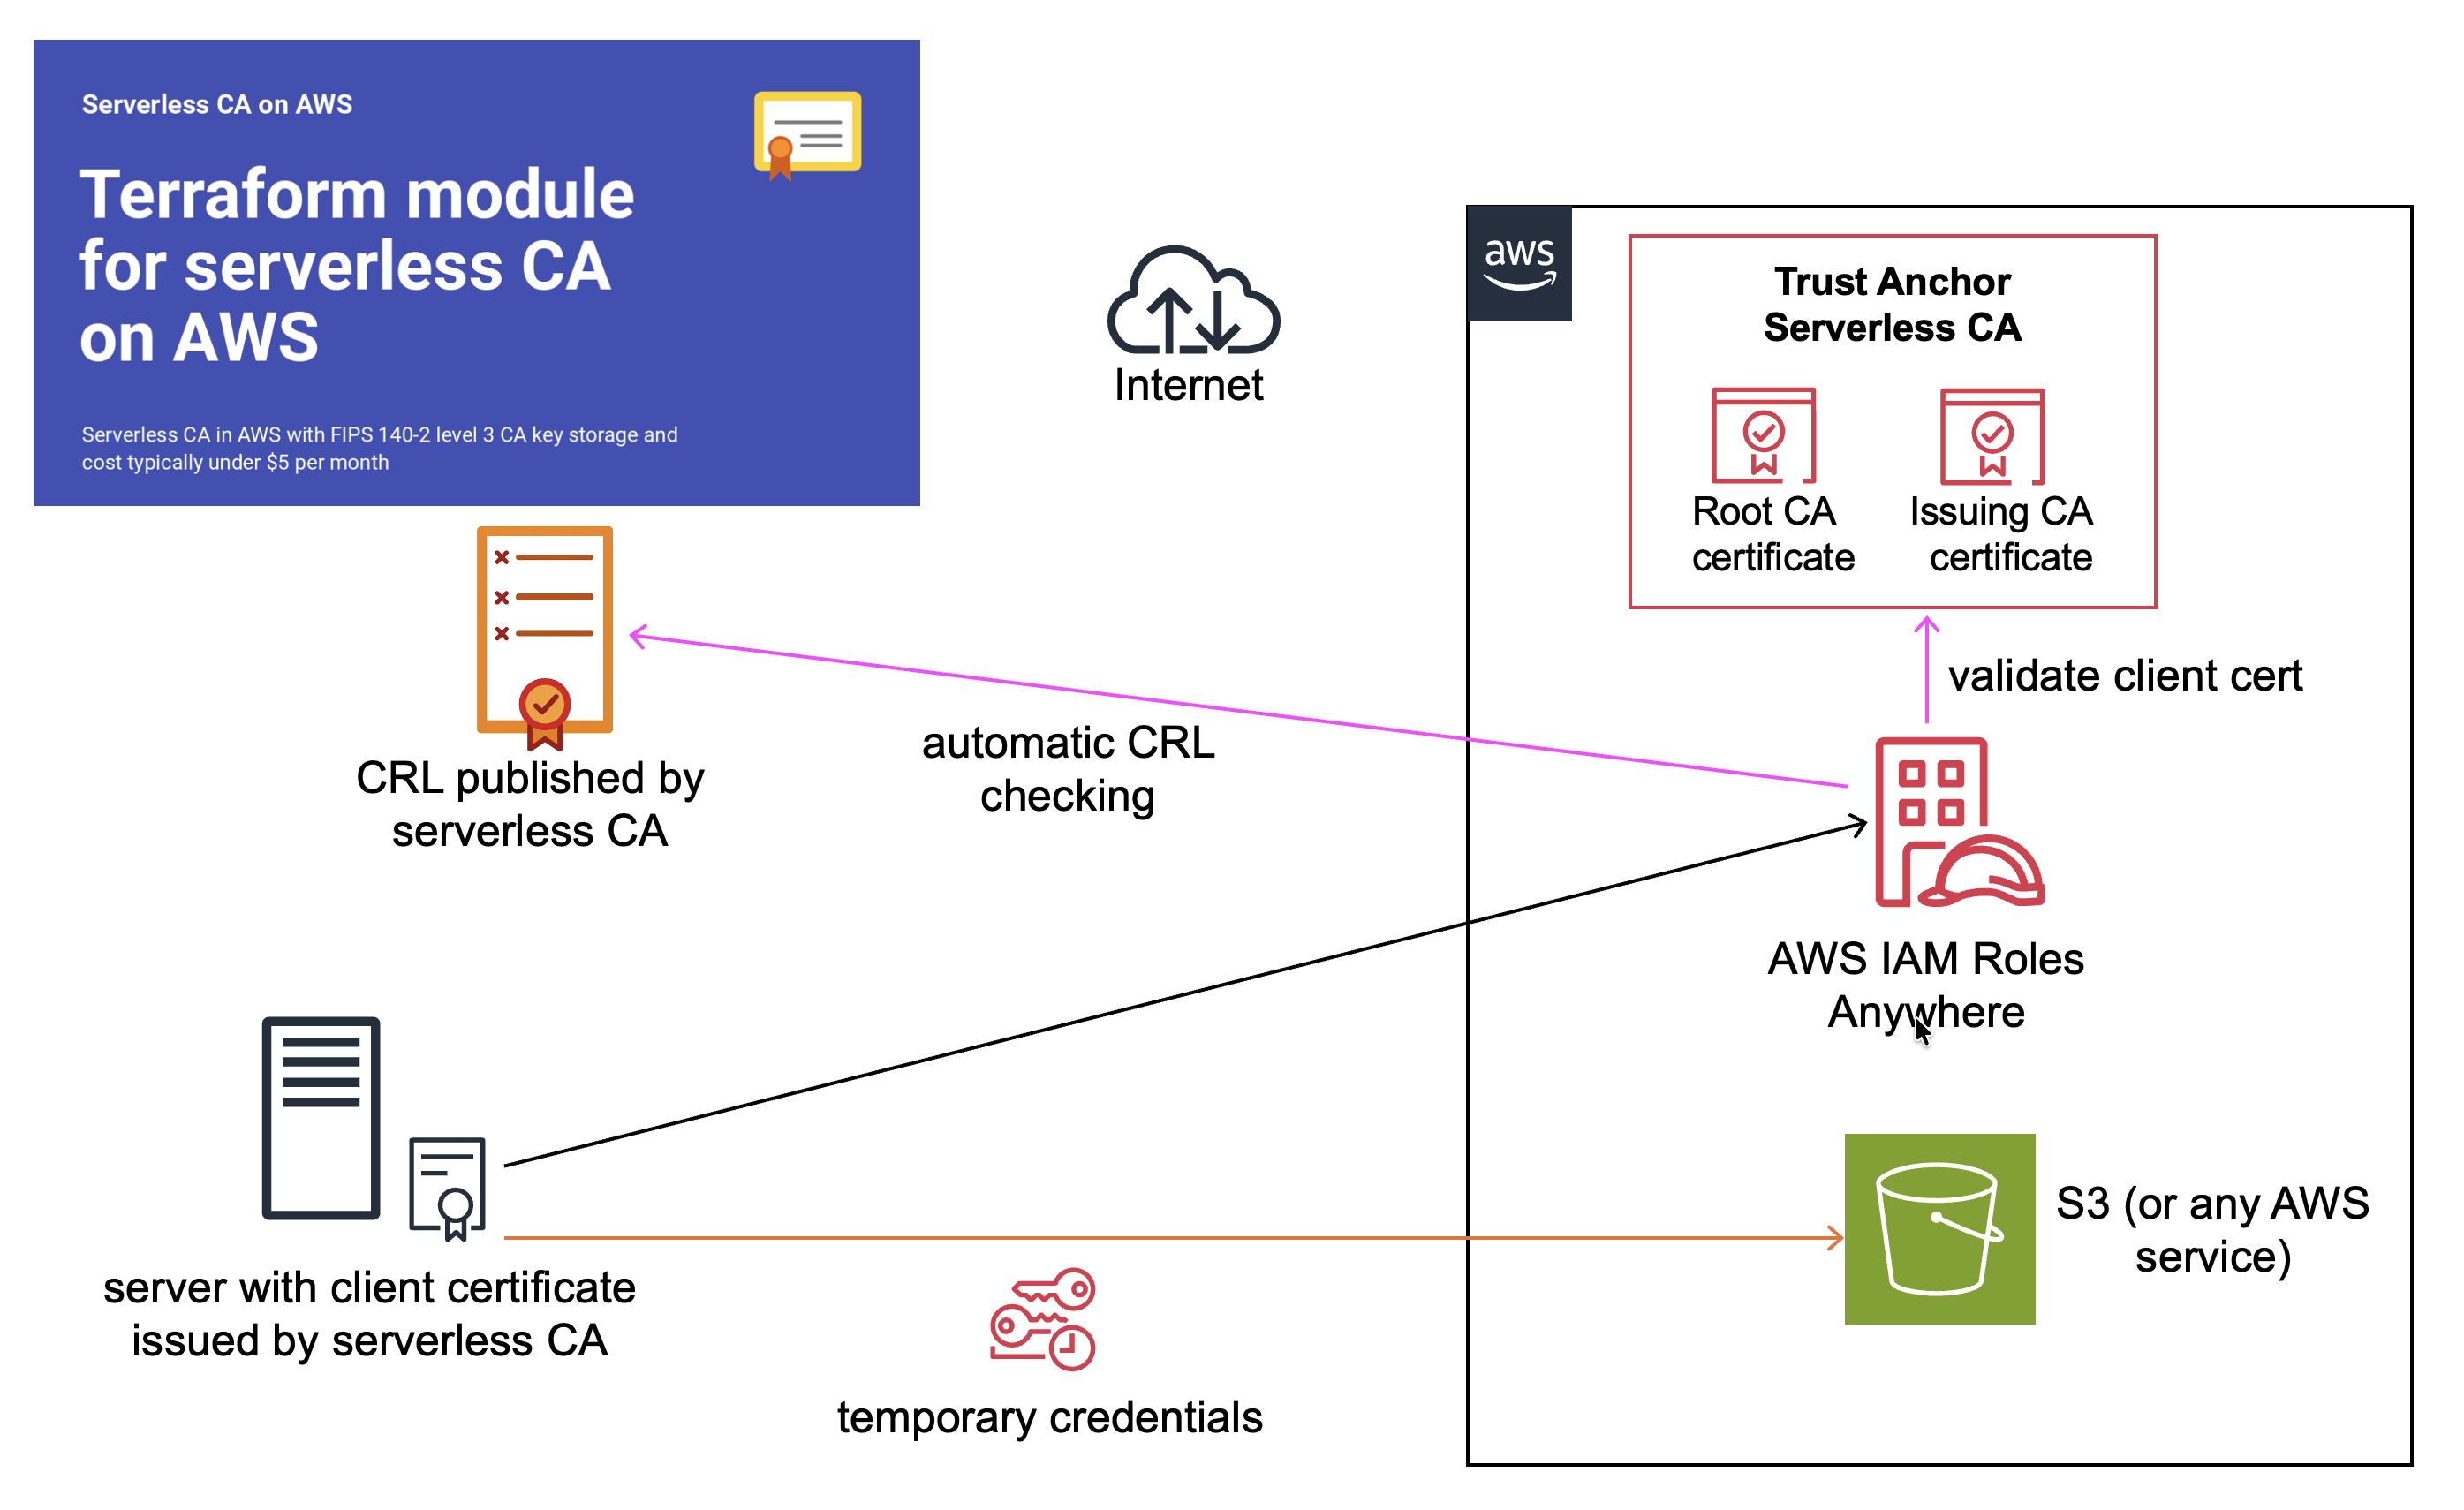 Serverless CA on AWS
Terraform module
for serverless CA
on AWS
Serverless CA in AWS with FIPS 140-2 level 3 CA key storage and
cost typically under $5 per month
Internet
aws
Trust Anchor
Serverless CA
Root CA
certificate
Issuing CA
certificate
validate client cert
automatic CRL
checking
CRL published by
serverless CA
AWS IAM Roles
Anywhere
server with client certificate
issued by serverless CA
S3 (or any AWS
service)
temporary credentials